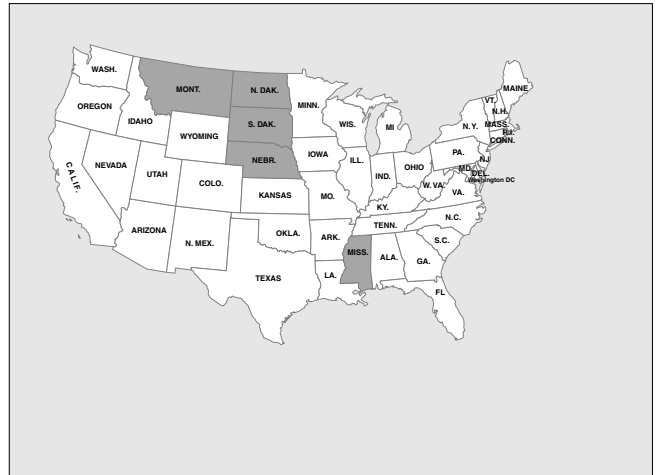 WASH.
MONT.
N. DAK.
MINN.
MAINE
OREGON
IDAHO
S. DAK.
WIS.
MI
VT.
N.H.
WYOMING
N.Y.
MASS.
R.I.
CONN.
NEVADA
UTAH
COLO.
NEBR.
IOWA
ILL.
IND.
OHIO
PA.
NJ
MD.
DEL.
Washington DC
CALIF.
KANSAS
MO.
KY.
W. VA.
VA.
ARIZONA
N. MEX.
OKLA.
ARK.
TENN.
N.C.
S.C.
TEXAS
LA.
MISS.
ALA.
GA.
FL